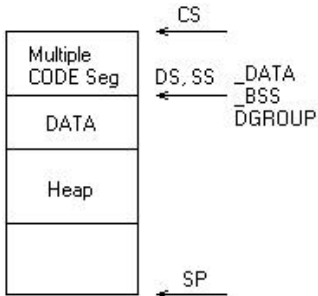 CS
Multiple
CODE Seg
DS, SS
_DATA
_BSS
DGROUP
DATA
Heap
SP